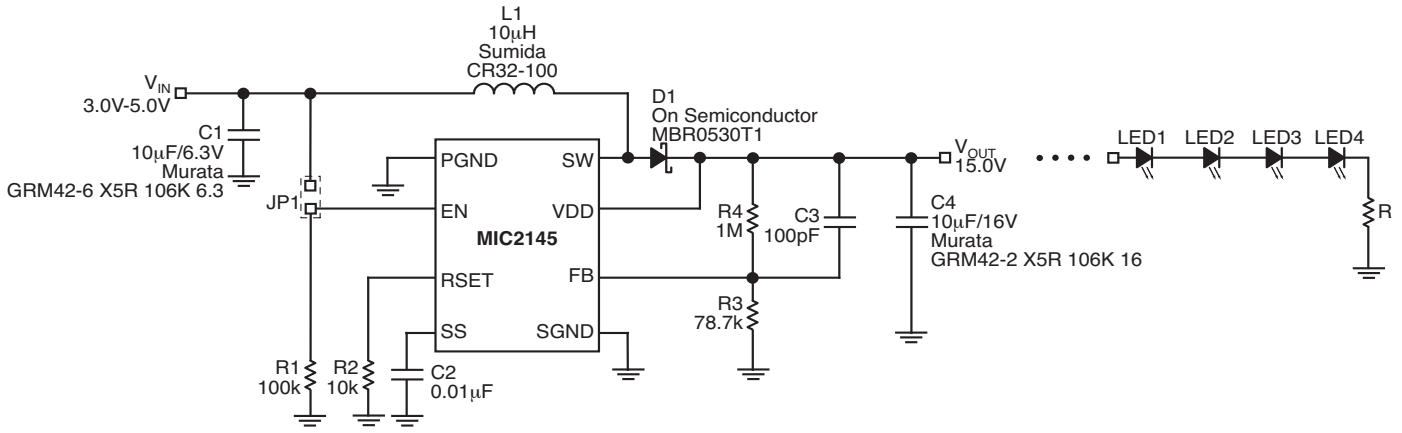 L1
10µH
Sumida
CR32-100
VIN
3.0V-5.0V
C1
10µF/6.3V
Murata
GRM42-6 X5R 106K 6.3
JP1
R1
100k
R2
10k
C2
0.01µF
PGND
EN
RSET
SS
MIC2145
SW
VDD
FB
SGND
D1
On Semiconductor
MBR0530T1
R4
1M
C3
100pF
R3
78.7k
C4
10µF/16V
Murata
GRM42-2 X5R 106K 16
VOUT
15.0V
LED1
LED2
LED3
LED4
R